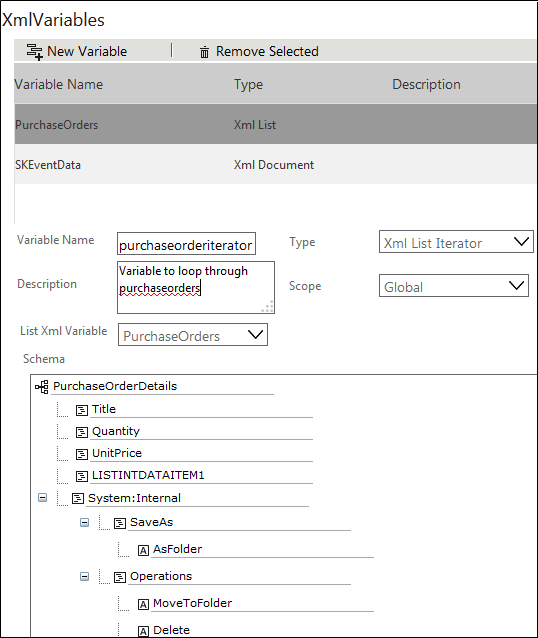 XmlVariables
New Variable | Remove Selected
Variable Name Type Description
PurchaseOrders Xml List
SKEventData Xml Document
Variable Name purchaseorderiterator Type Xml List Iterator
Description Variable to loop through purchaseorders Scope Global
List Xml Variable PurchaseOrders
Schema
PurchaseOrderDetails
Title
Quantity
UnitPrice
LISTINTDATAITEM1
System:Internal
SaveAs
A AsFolder
Operations
A MoveToFolder
A Delete